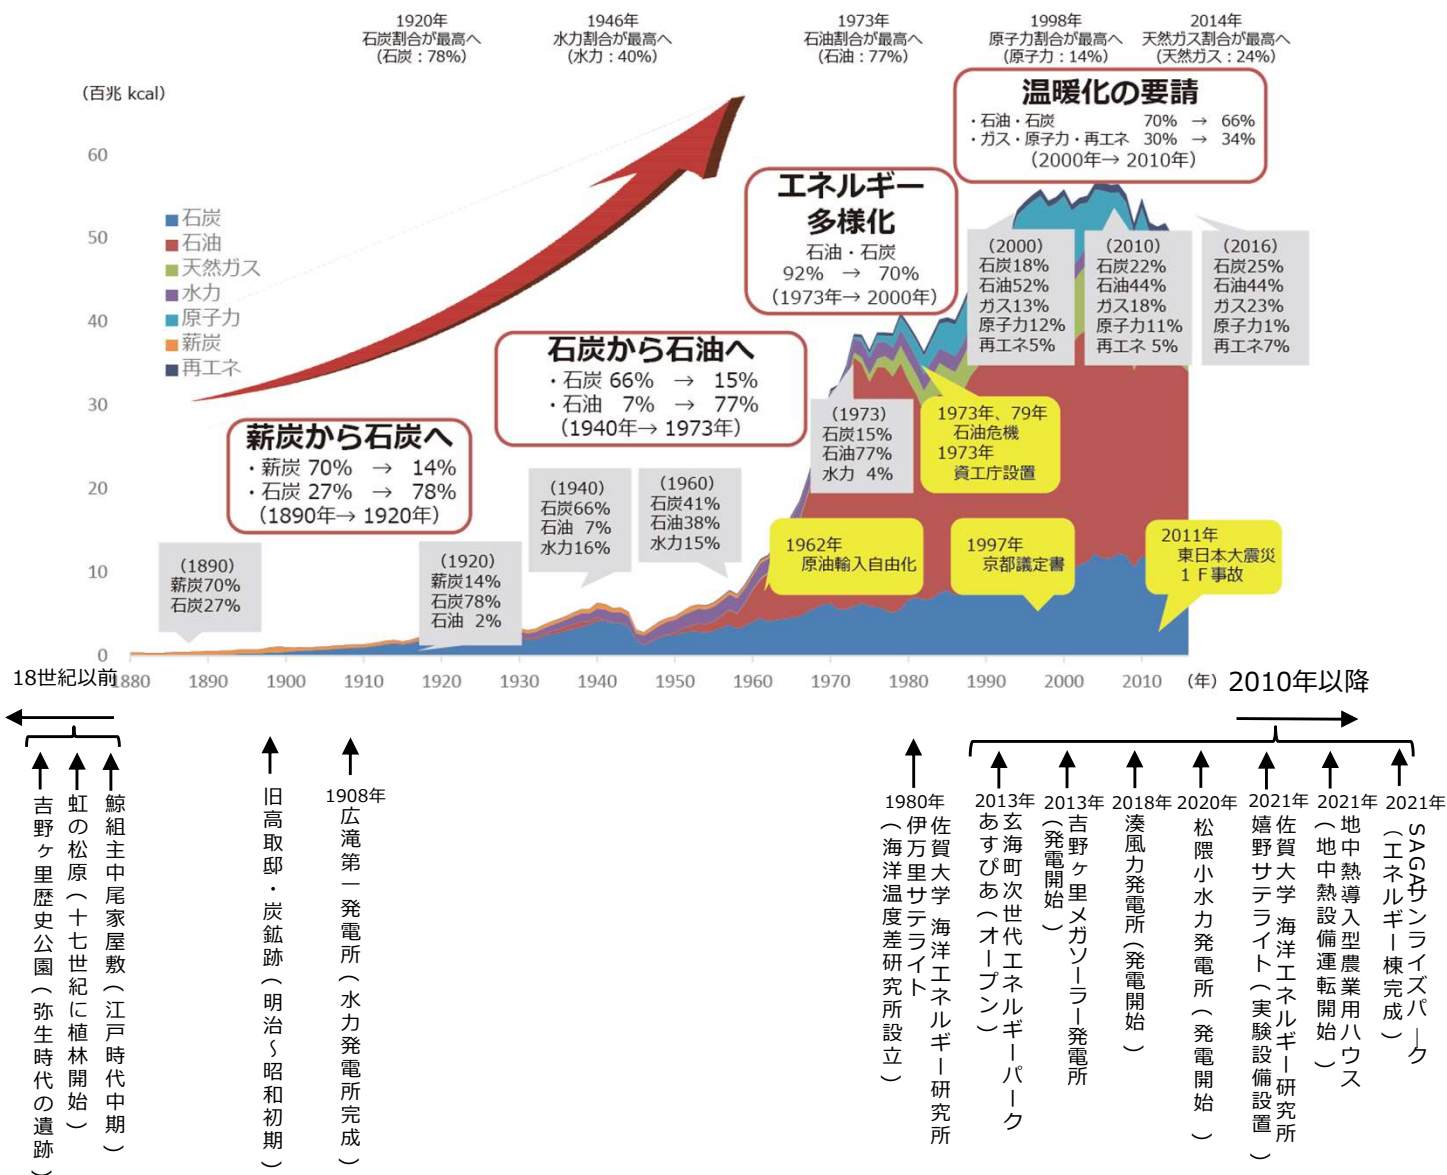 1920年
石炭割合が最高へ
(石炭：78%)
1946年
水力割合が最高へ
(水力：40%)
1973年
石油割合が最高へ
(石油：77%)
1998年
原子力割合が最高へ
(原子力：14%)
2014年
天然ガス割合が最高へ
(天然ガス：24%)
（百兆 kcal）
60
50
40
30
20
10
0
石炭
石油
天然ガス
水力
原子力
薪炭
再エネ
温暖化の要請
・石油・石炭 70% → 66%
・ガス・原子力・再エネ 30% → 34%
（2000年→ 2010年）
エネルギー
多様化
石油・石炭
92% → 70%
（1973年→ 2000年）
石炭から石油へ
・石炭 66% → 15%
・石油 7% → 77%
（1940年→ 1973年）
薪炭から石炭へ
・薪炭 70% → 14%
・石炭 27% → 78%
（1890年→ 1920年）
（1890）
薪炭70%
石炭27%
（1920）
薪炭14%
石炭78%
石油 2%
（1940）
石炭66%
石油 7%
水力16%
（1960）
石炭41%
石油38%
水力15%
（1973）
石炭15%
石油77%
水力 4%
（2000）
石炭18%
石油52%
ガス13%
原子力12%
再エネ5%
（2010）
石炭22%
石油44%
ガス18%
原子力11%
再エネ 5%
（2016）
石炭25%
石油44%
ガス23%
原子力1%
再エネ7%
1973年、79年
石油危機
1973年
資工庁設置
1962年
原油輸入自由化
1997年
京都議定書
2011年
東日本大震災
１Ｆ事故
1880 1890 1900 1910 1920 1930 1940 1950 1960 1970 1980 1990 2000 2010 （年）
18世紀以前
2010年以降
吉野ヶ里歴史公園（弥生時代の遺跡）
虹の松原（十七世紀に植林開始）
鯨組主中尾家屋敷（江戸時代中期）
旧高取邸・炭鉱跡（明治～昭和初期）
1908年
広滝第一発電所（水力発電所完成）
1980年
佐賀大学 海洋エネルギー研究所
伊万里サテライト
（海洋温度差研究所設立）
2013年
玄海町次世代エネルギーパーク
あすぴあ（オープン）
2013年
吉野ヶ里メガソーラー発電所
（発電開始）
2018年
湊風力発電所（発電開始）
2020年
松隈小水力発電所（発電開始）
2021年
佐賀大学 海洋エネルギー研究所
嬉野サテライト（実験設備設置）
2021年
地中熱導入型農業用ハウス
（地中熱設備運転開始）
2021年
SAGAサンライズパーク
（エネルギー棟完成）